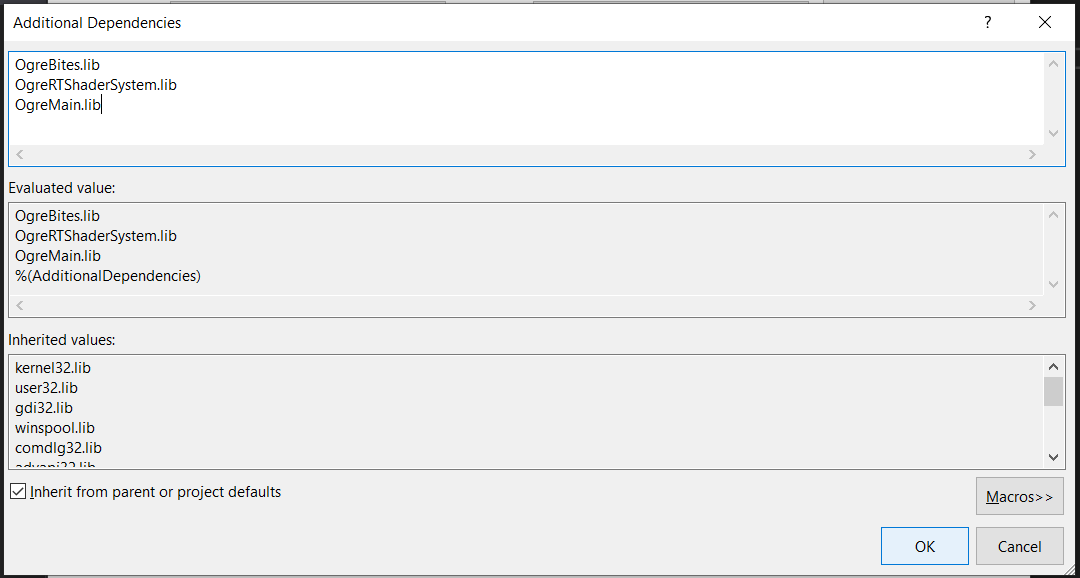 Additional Dependencies
?
OgreBites.lib
OgreRTShaderSystem.lib
OgreMain.lib
Evaluated value:
OgreBites.lib
OgreRTShaderSystem.lib
OgreMain.lib
%(AdditionalDependencies)
Inherited values:
kernel32.lib
user32.lib
gdi32.lib
winspool.lib
comdlg32.lib
advapi32.lib
Inherit from parent or project defaults
Macros>>
OK
Cancel